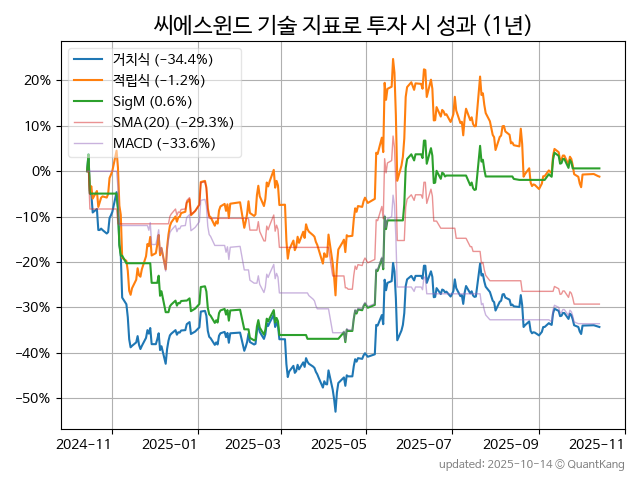 씨에스윈드 기술 지표로 투자 시 성과 (1년)
거치식 (−34.4%)
적립식 (−1.2%)
SigM (0.6%)
SMA(20) (−29.3%)
MACD (−33.6%)
20%
10%
0%
−10%
−20%
−30%
−40%
−50%
2024-11 2025-01 2025-03 2025-05 2025-07 2025-09 2025-11
updated: 2025-10-14 © QuantKang